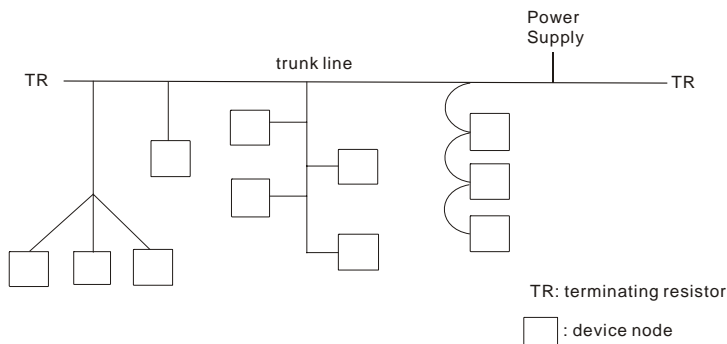 Power
Supply
trunk line
TR
TR
TR: terminating resistor
: device node